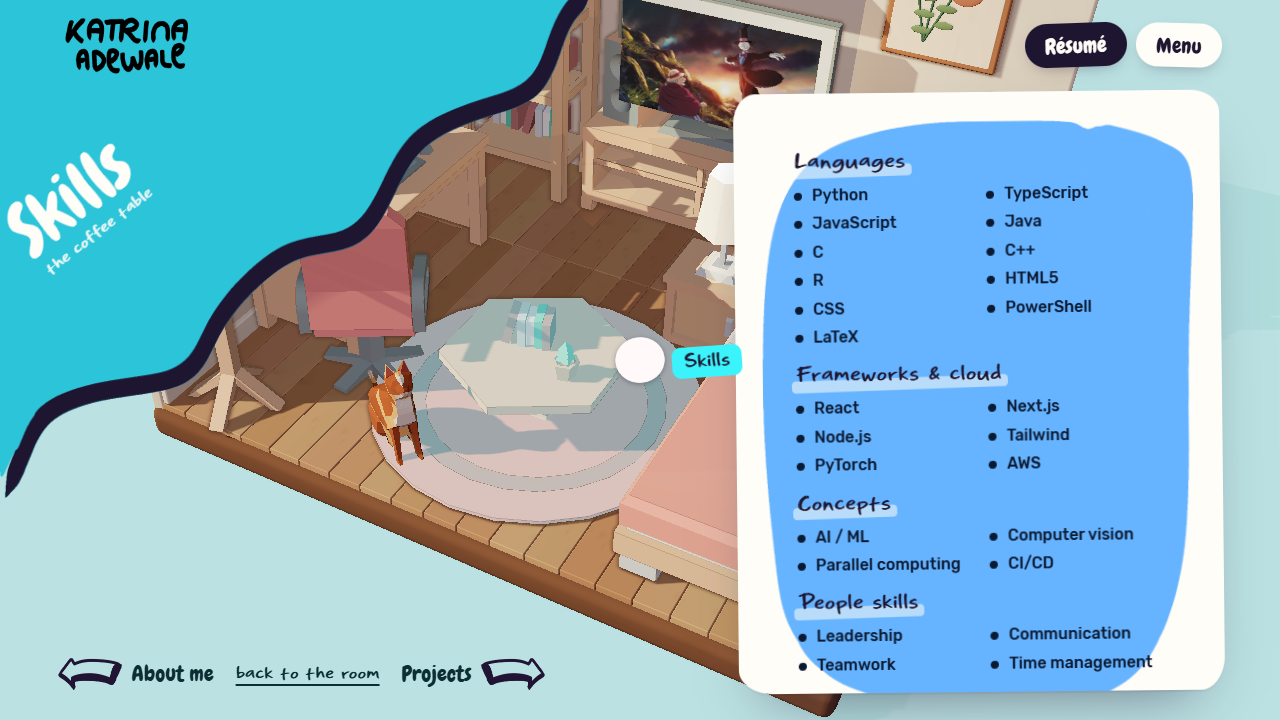 KATRINA
ADEWALE
Résumé
Menu
Skills
the coffee table
Skills
Languages
Python
TypeScript
JavaScript
Java
C
C++
R
HTML5
CSS
PowerShell
LaTeX
Frameworks & cloud
React
Next.js
Node.js
Tailwind
PyTorch
AWS
Concepts
AI / ML
Computer vision
Parallel computing
CI/CD
People skills
Leadership
Communication
Teamwork
Time management
About me
back to the room
Projects